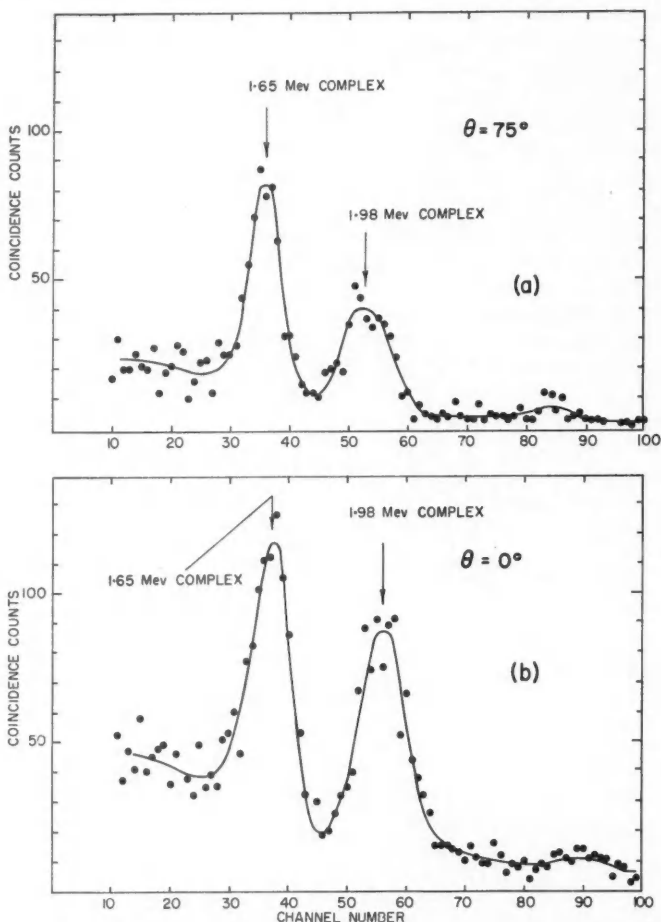 1·65 Mev COMPLEX
θ = 75°
100
1·98 Mev COMPLEX
COINCIDENCE COUNTS
50
(a)
10 20 30 40 50 60 70 80 90 100
1·98 Mev COMPLEX
θ = 0°
1·65 Mev COMPLEX
100
COINCIDENCE COUNTS
(b)
50
10 20 30 40 50 60 70 80 90 100
CHANNEL NUMBER